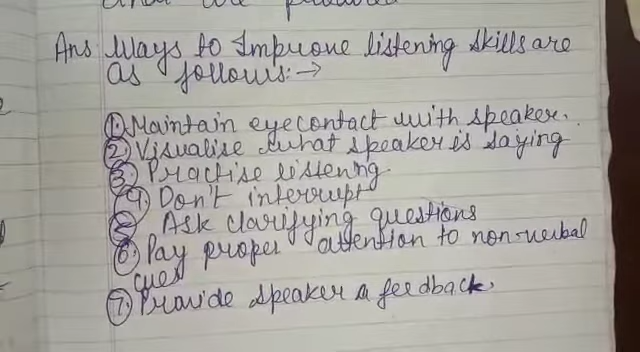 are
Ans Ways to Improve listening skills are
as follows:→
① Maintain eyecontact with speaker.
② Visualise what speaker is saying
③ Practise listening
④ Don't interrupt
⑤ Ask clarifying questions
⑥ Pay proper attention to non-verbal
cues
⑦ Provide speaker a feedback.